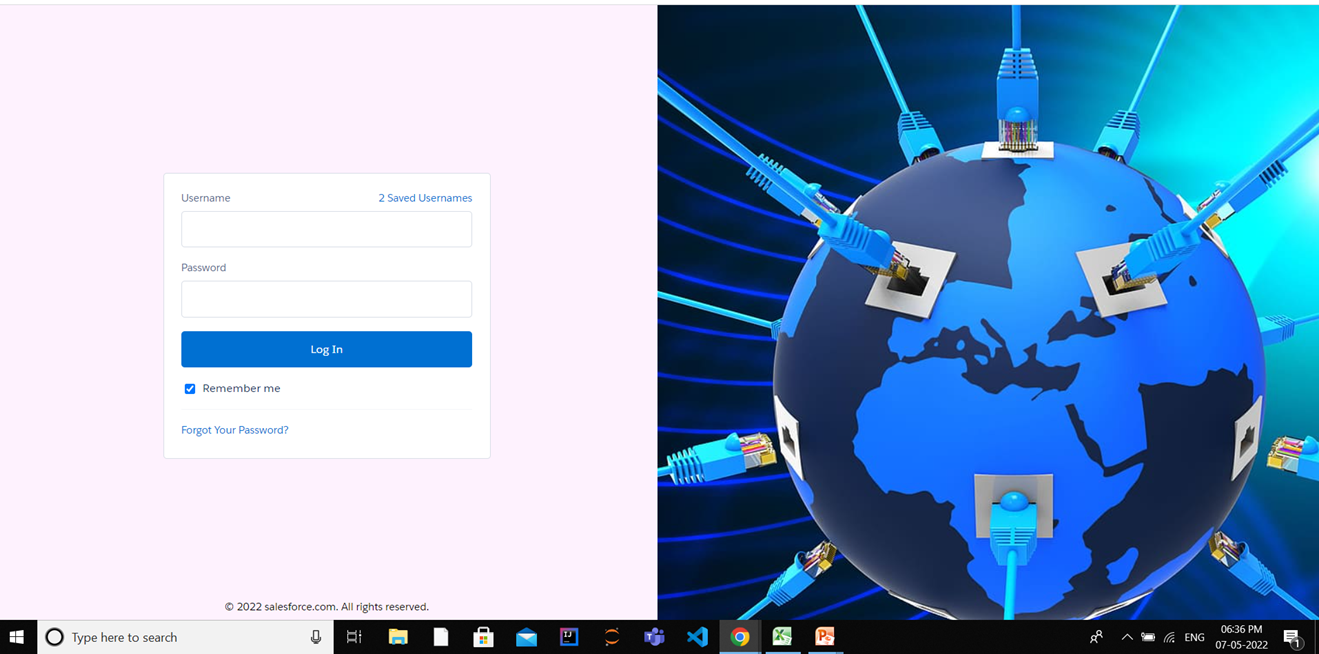 Username
2 Saved Usernames
Password
Log In
Remember me
Forgot Your Password?
© 2022 salesforce.com. All rights reserved.
Type here to search
ENG
06:36 PM
07-05-2022
1